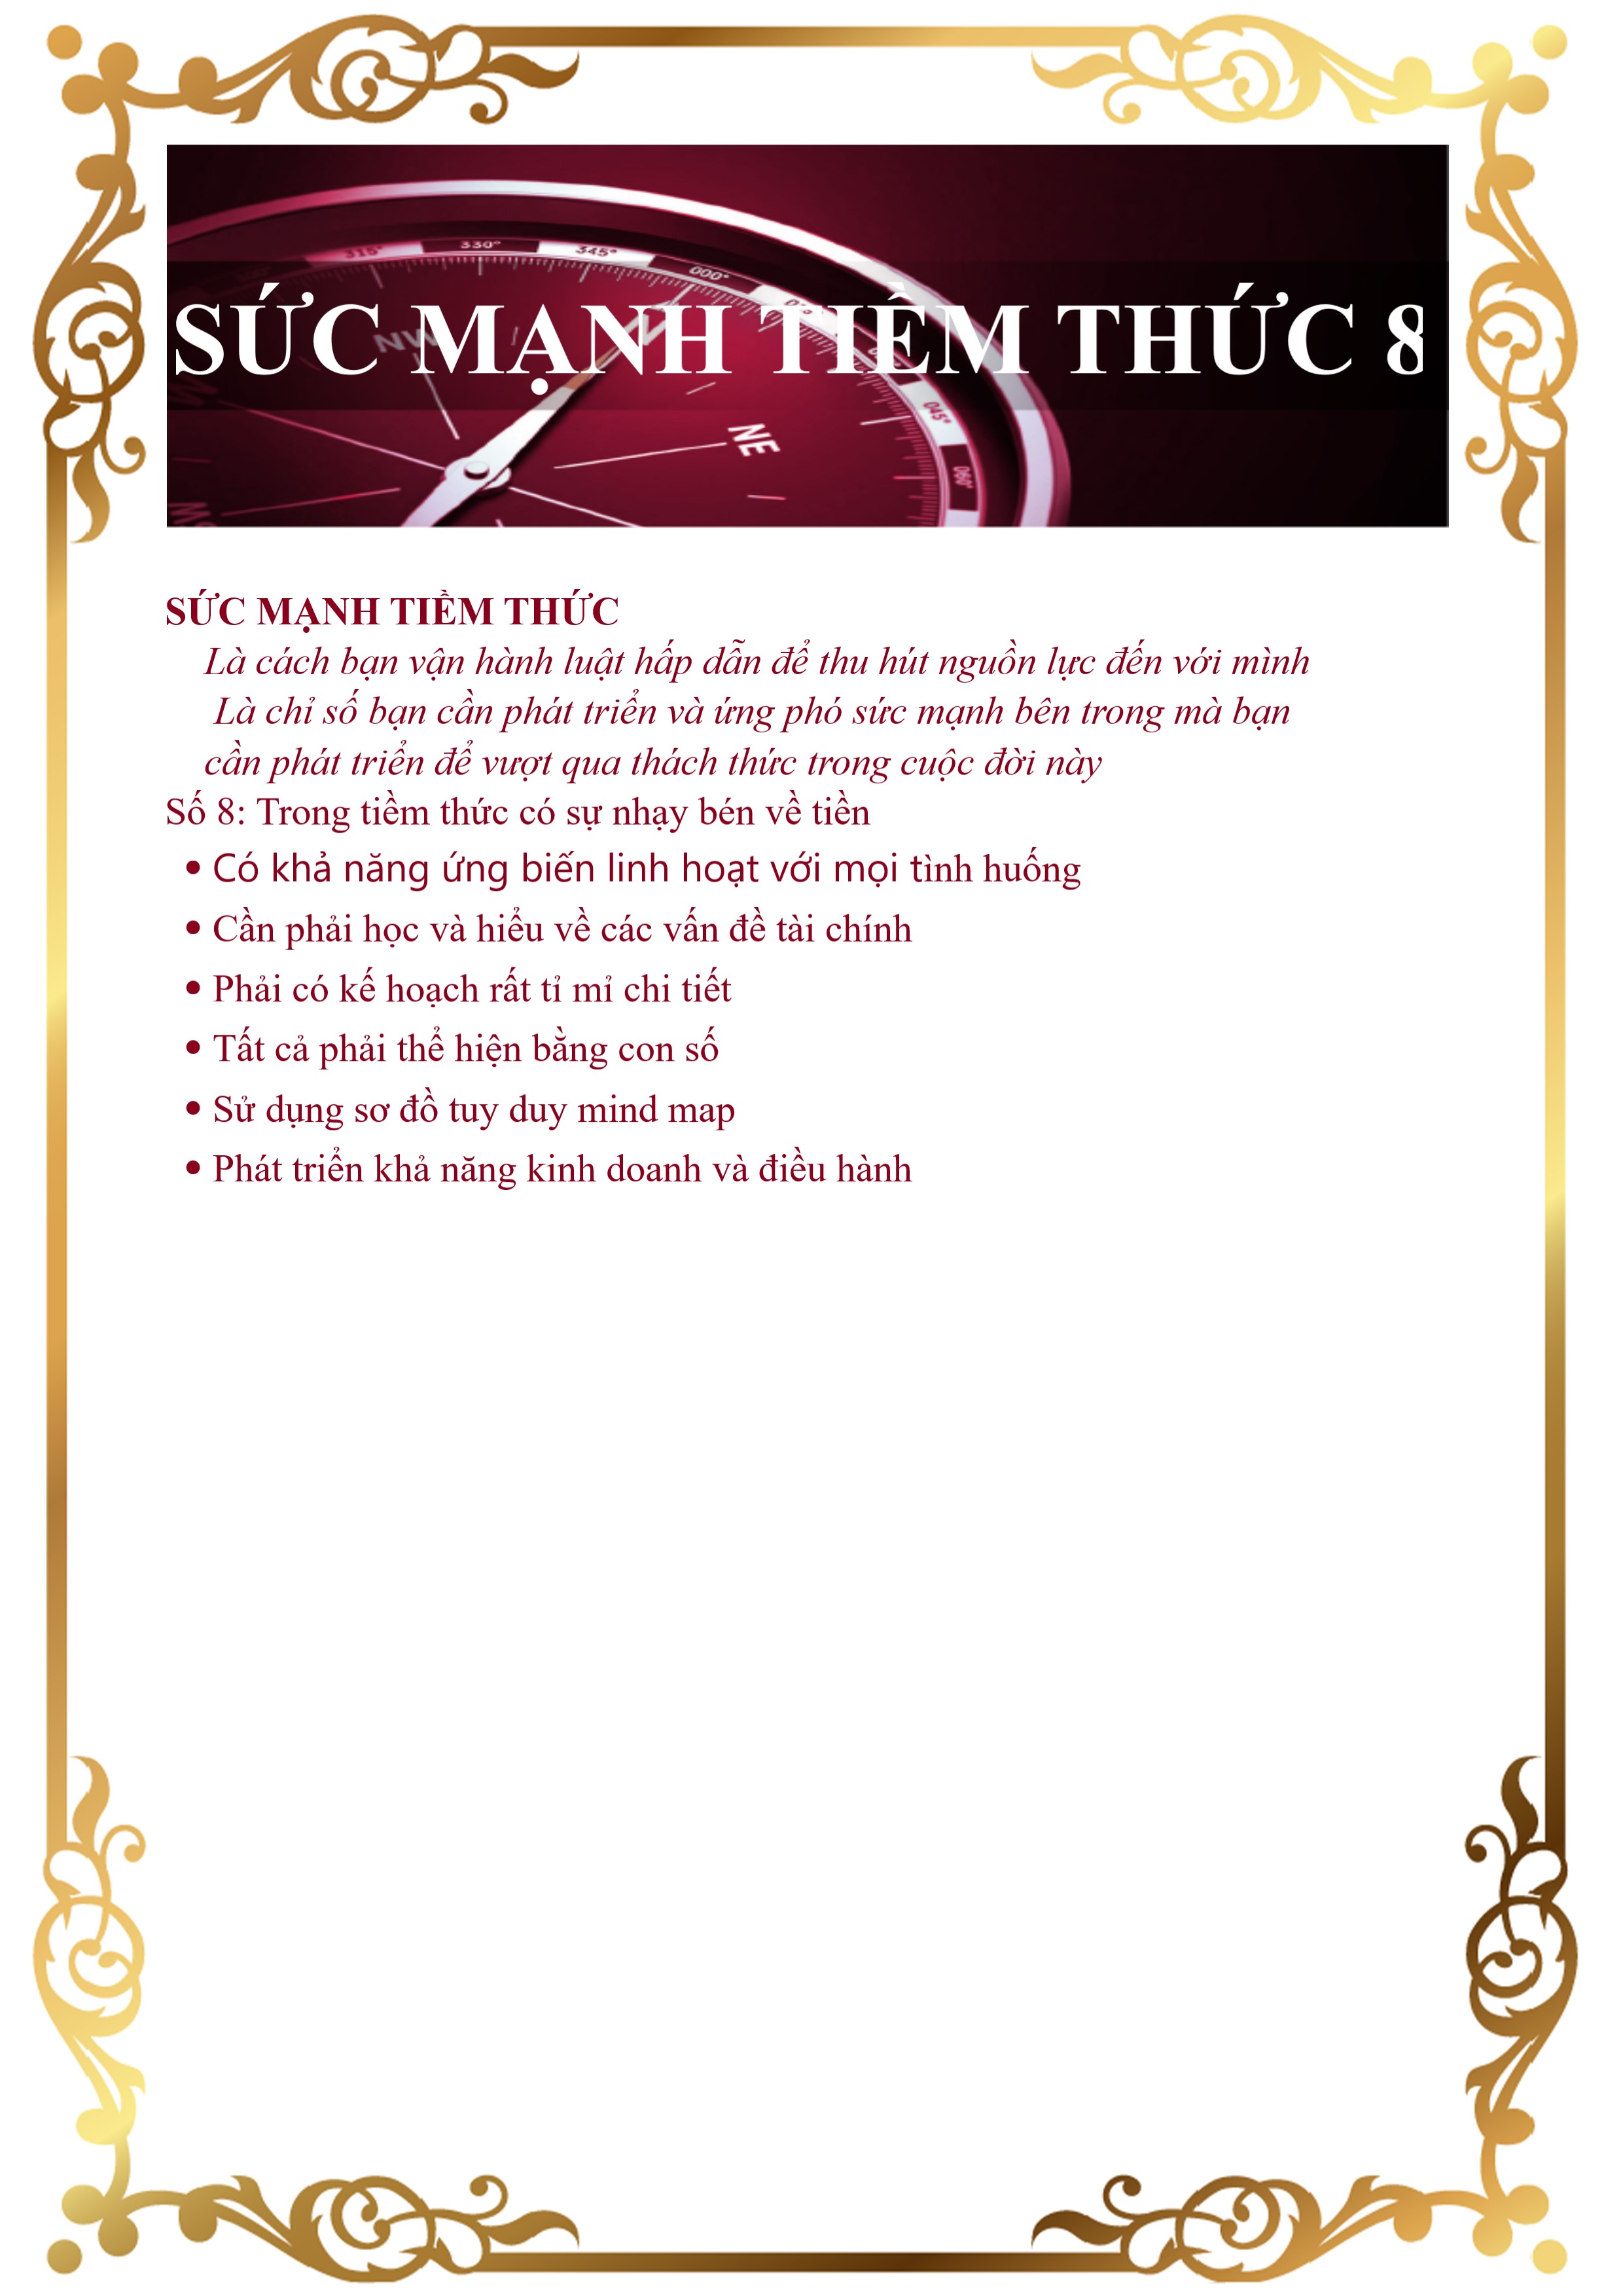 315° 330° 345° 000°
SỨC MẠNH TIỀM THỨC 8
NW N
045°
NE
060°
SỨC MẠNH TIỀM THỨC
Là cách bạn vận hành luật hấp dẫn để thu hút nguồn lực đến với mình
Là chỉ số bạn cần phát triển và ứng phó sức mạnh bên trong mà bạn
cần phát triển để vượt qua thách thức trong cuộc đời này
Số 8: Trong tiềm thức có sự nhạy bén về tiền
• Có khả năng ứng biến linh hoạt với mọi tình huống
• Cần phải học và hiểu về các vấn đề tài chính
• Phải có kế hoạch rất tỉ mỉ chi tiết
• Tất cả phải thể hiện bằng con số
• Sử dụng sơ đồ tuy duy mind map
• Phát triển khả năng kinh doanh và điều hành